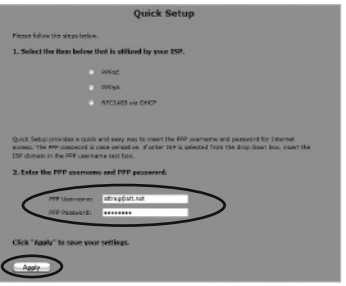 Quick Setup
Please follow the steps below.
1. Select the item below that is utilized by your ISP.
PPPoE
PPPoA
RFC1483 via DHCP
Quick Setup provides a quick and easy way to insert the PPP username and password for Internet
access. The PPP password is case sensitive. If other ISP is selected from the drop down box, insert the
ISP domain in the PPP username text box.
2. Enter the PPP username and PPP password.
PPP Username: attreg@att.net
PPP Password: ••••••••
Click "Apply" to save your settings.
Apply